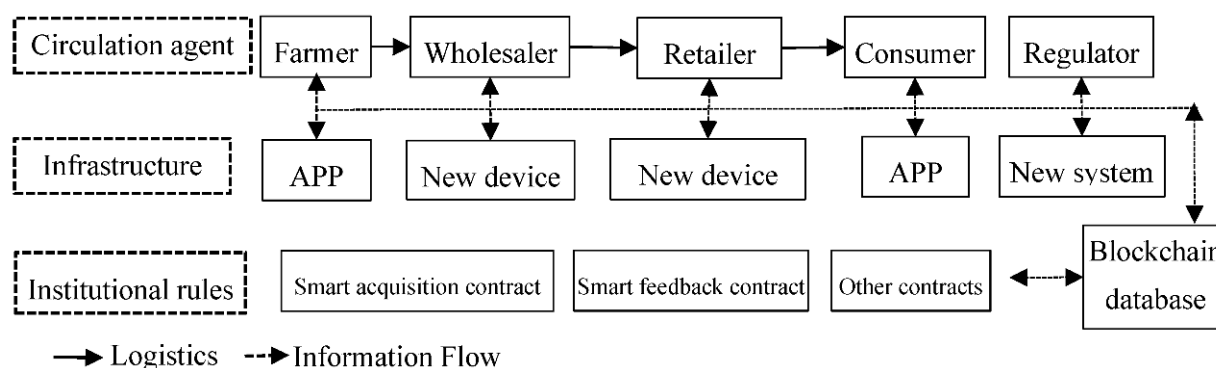 Circulation agent Farmer Wholesaler Retailer Consumer Regulator
Infrastructure APP New device New device APP New system
Institutional rules Smart acquisition contract Smart feedback contract Other contracts Blockchain
database
Logistics Information Flow